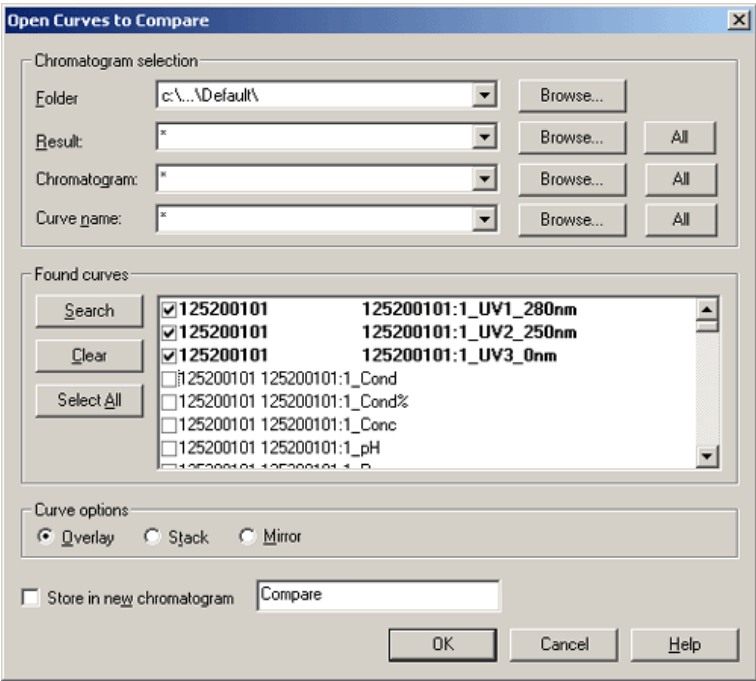 Open Curves to Compare
Chromatogram selection
Folder c:\...\Default\ Browse...
Result: * Browse... All
Chromatogram: * Browse... All
Curve name: * Browse... All
Found curves
Search
Clear
Select All
125200101 125200101:1_UV1_280nm
125200101 125200101:1_UV2_250nm
125200101 125200101:1_UV3_0nm
125200101 125200101:1_Cond
125200101 125200101:1_Cond%
125200101 125200101:1_Conc
125200101 125200101:1_pH
Curve options
Overlay Stack Mirror
Store in new chromatogram Compare
OK Cancel Help